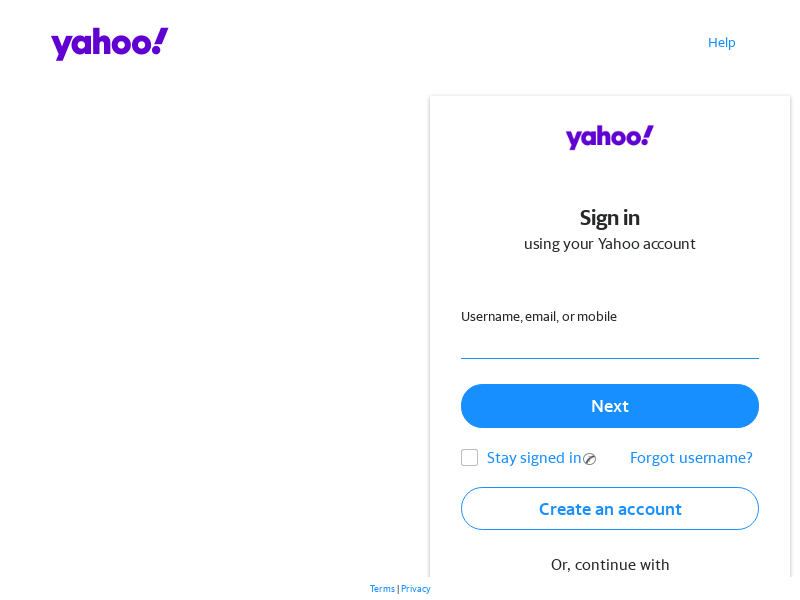 yahoo!
Help
yahoo!
Sign in
using your Yahoo account
Username, email, or mobile
Next
Stay signed in
Forgot username?
Create an account
Or, continue with
Terms | Privacy